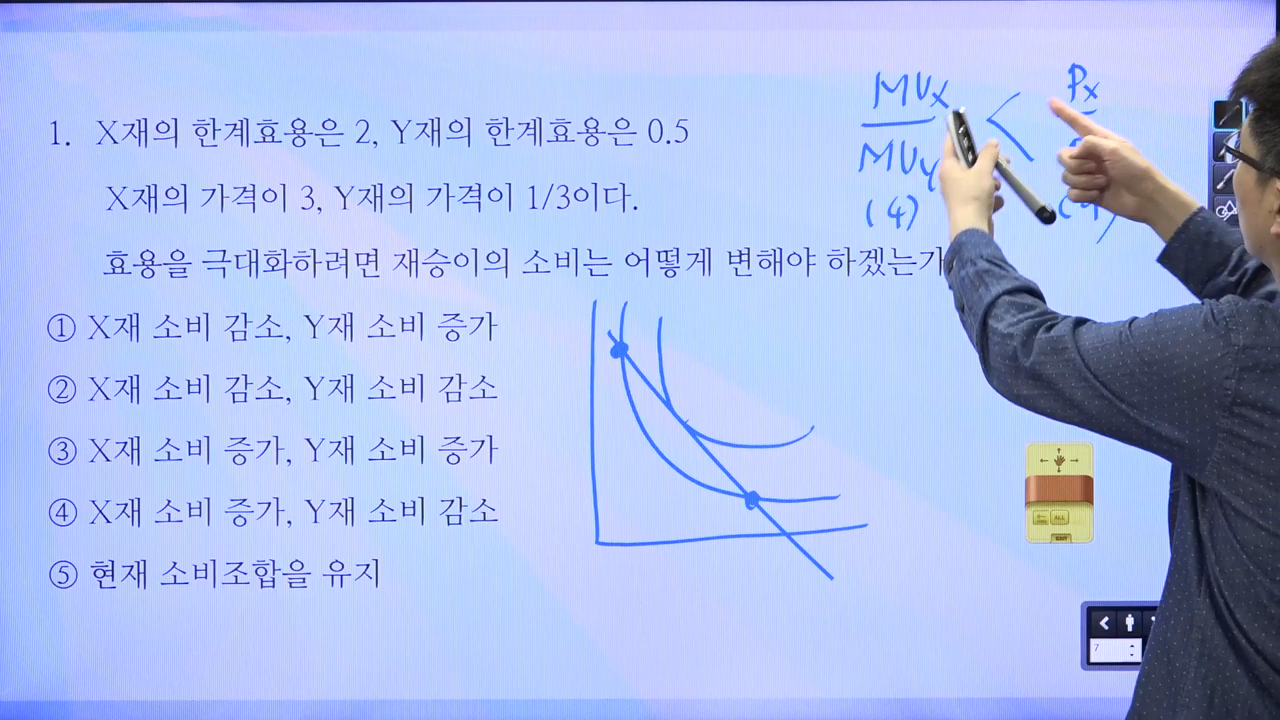 1. X재의 한계효용은 2, Y재의 한계효용은 0.5
X재의 가격이 3, Y재의 가격이 1/3이다.
효용을 극대화하려면 재승이의 소비는 어떻게 변해야 하겠는가
① X재 소비 감소, Y재 소비 증가
② X재 소비 감소, Y재 소비 감소
③ X재 소비 증가, Y재 소비 증가
④ X재 소비 증가, Y재 소비 감소
⑤ 현재 소비조합을 유지
MUx < Px
MUy
(4) (9)
ALL
EXIT
7